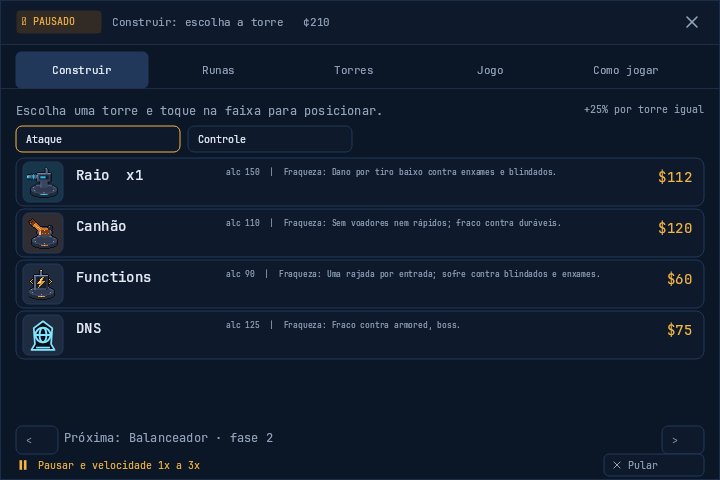 PAUSADO Construir: escolha a torre $210
Construir Runas Torres Jogo Como jogar
Escolha uma torre e toque na faixa para posicionar. +25% por torre igual
Ataque Controle
Raio x1 alc 150 | Fraqueza: Dano por tiro baixo contra enxames e blindados. $112
Canhão alc 110 | Fraqueza: Sem voadores nem rápidos; fraco contra duráveis. $120
Functions alc 90 | Fraqueza: Uma rajada por entrada; sofre contra blindados e enxames. $60
DNS alc 125 | Fraqueza: Fraco contra armored, boss. $75
< Próxima: Balanceador · fase 2 >
Pausar e velocidade 1x a 3x × Pular